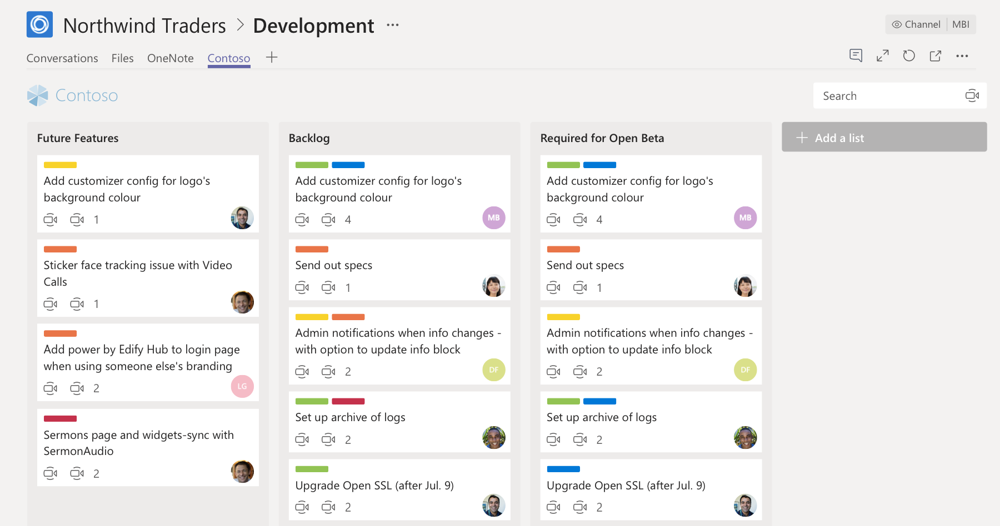 Northwind Traders > Development ...
Channel | MBI
Conversations Files OneNote Contoso +
Contoso
Search
Future Features
Add customizer config for logo's
background colour
1
Sticker face tracking issue with Video
Calls
1
Add power by Edify Hub to login page
when using someone else's branding
2
LG
Sermons page and widgets-sync with
SermonAudio
2
Backlog
Add customizer config for logo's
background colour
4
MB
Send out specs
1
Admin notifications when info changes -
with option to update info block
2
DF
Set up archive of logs
2
Upgrade Open SSL (after Jul. 9)
2
Required for Open Beta
Add customizer config for logo's
background colour
4
MB
Send out specs
1
Admin notifications when info changes -
with option to update info block
2
DF
Set up archive of logs
2
Upgrade Open SSL (after Jul. 9)
2
+ Add a list